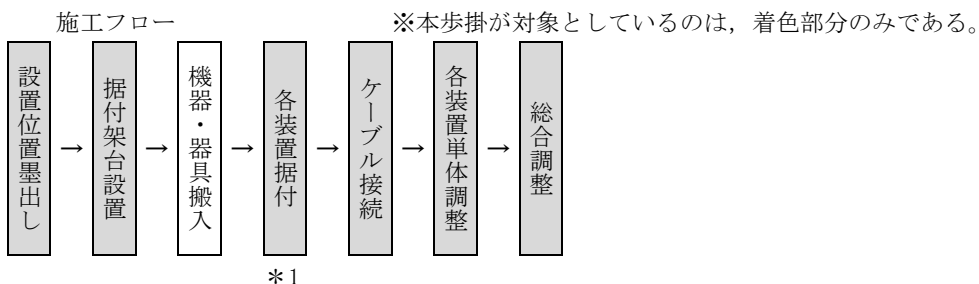 施工フロー
※本歩掛が対象としているのは，着色部分のみである。
設置位置墨出し
→
据付架台設置
→
機器・器具搬入
→
各装置据付
→
ケーブル接続
→
各装置単体調整
→
総合調整
＊1